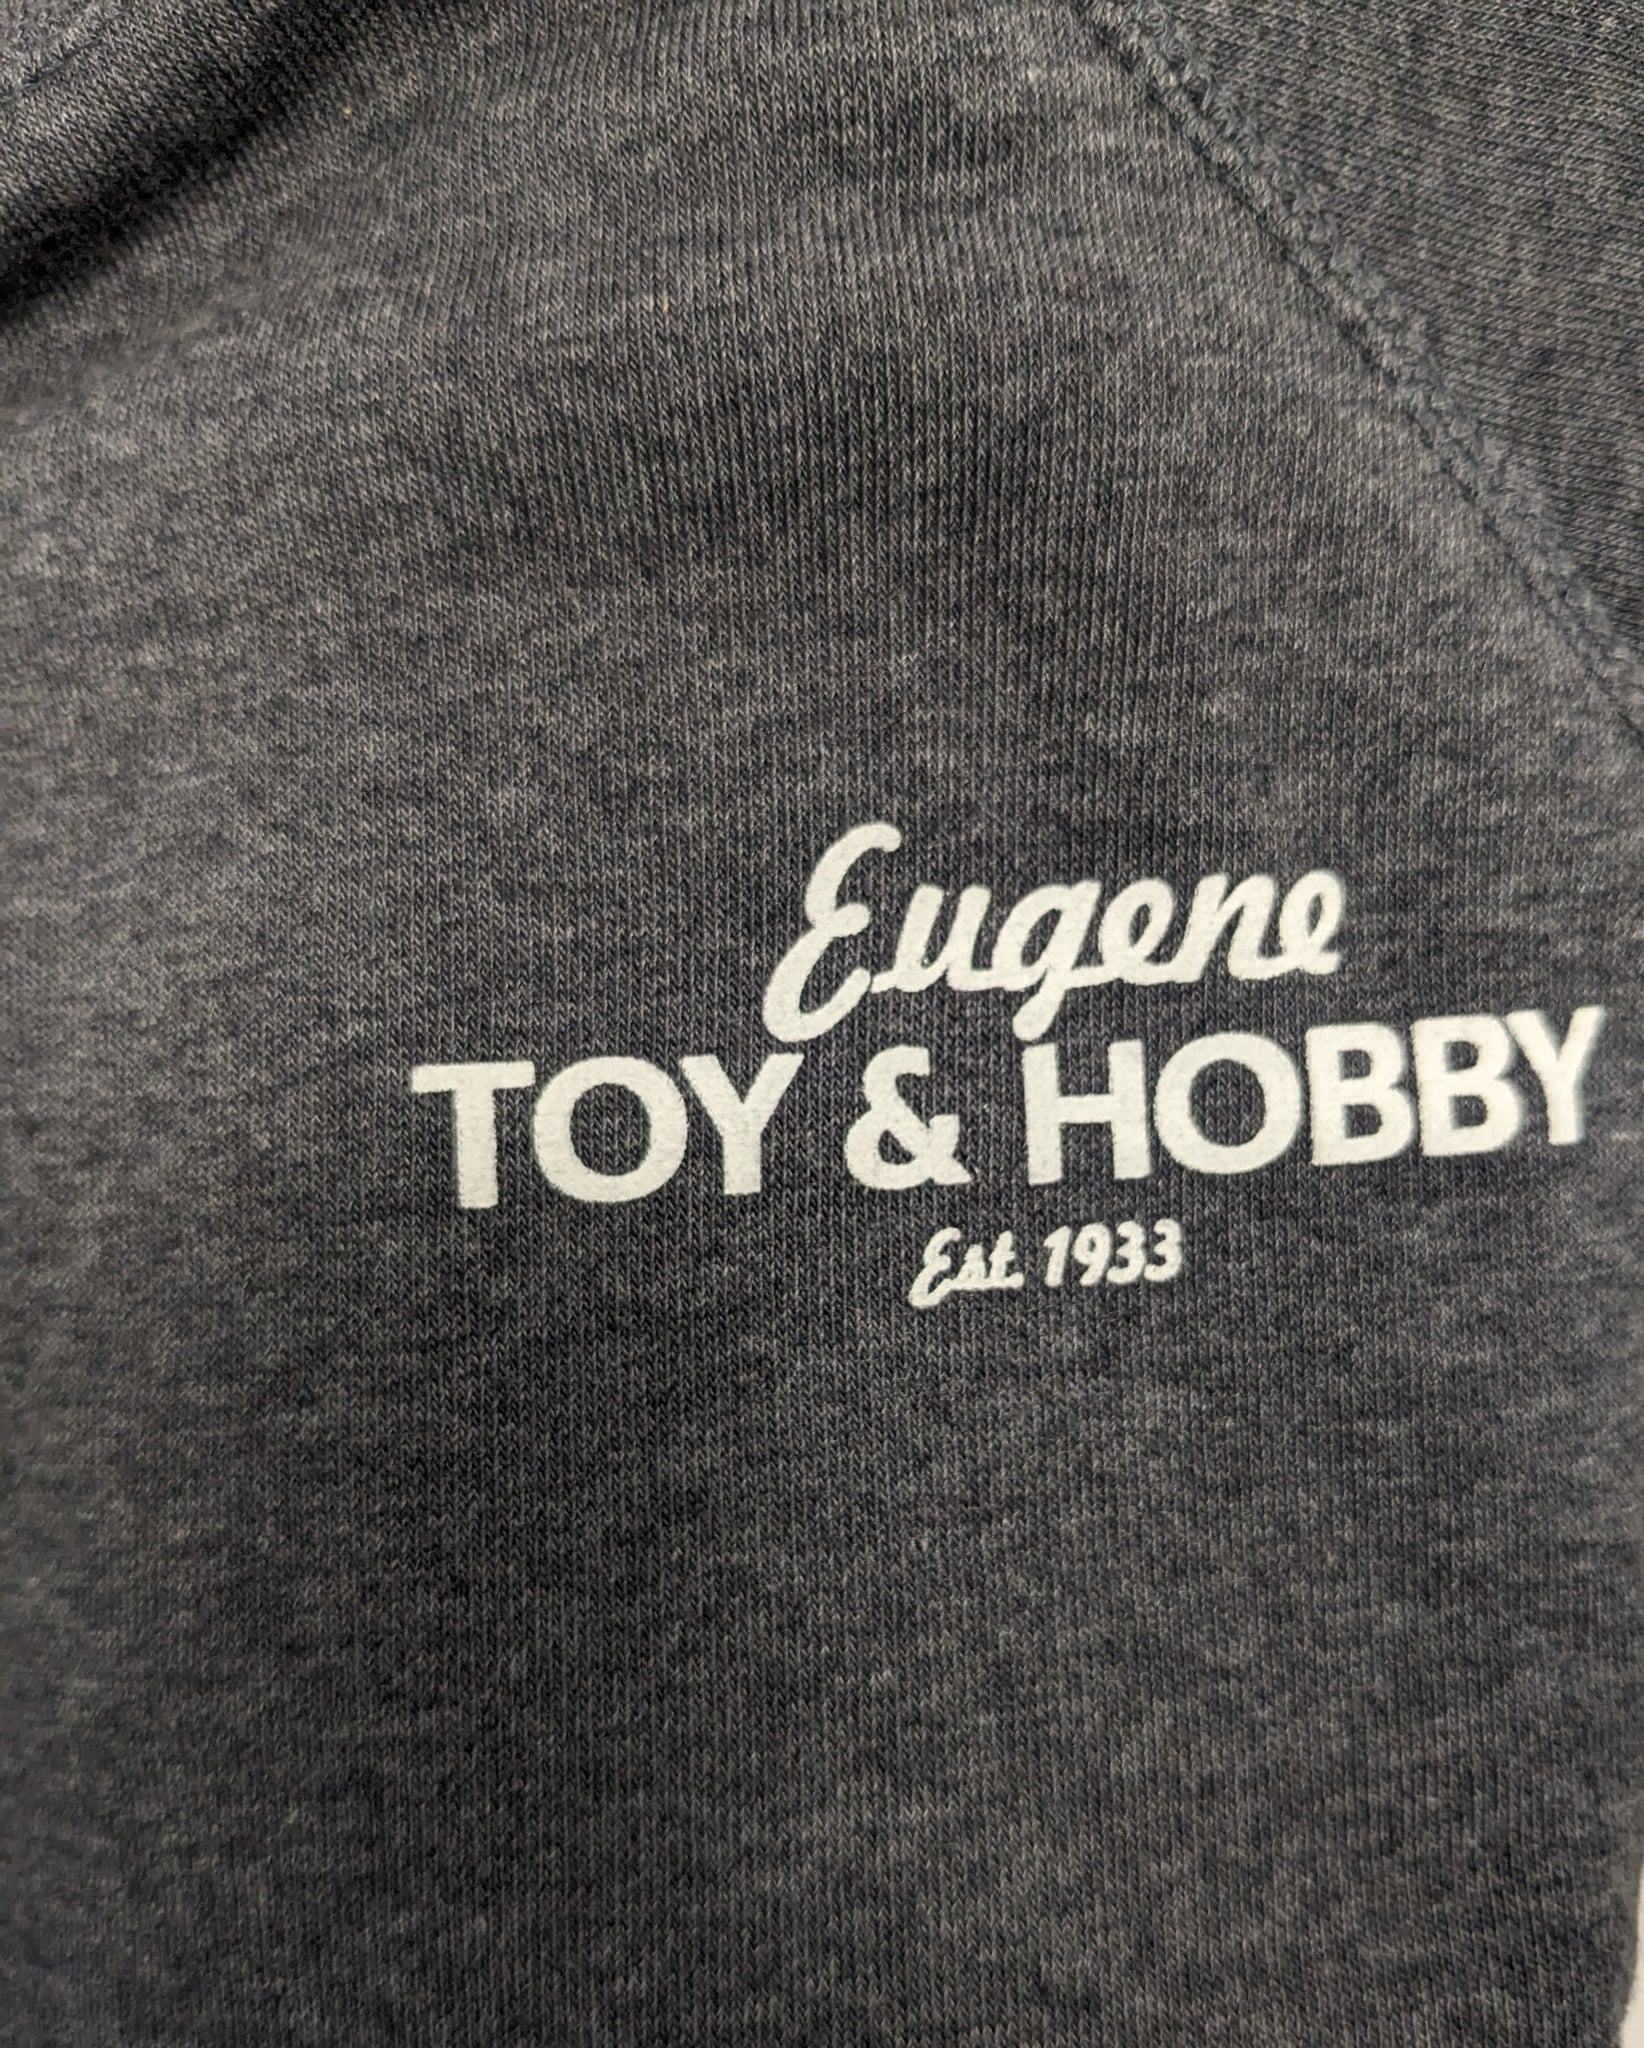 Eugene
TOY & HOBBY
Est. 1933